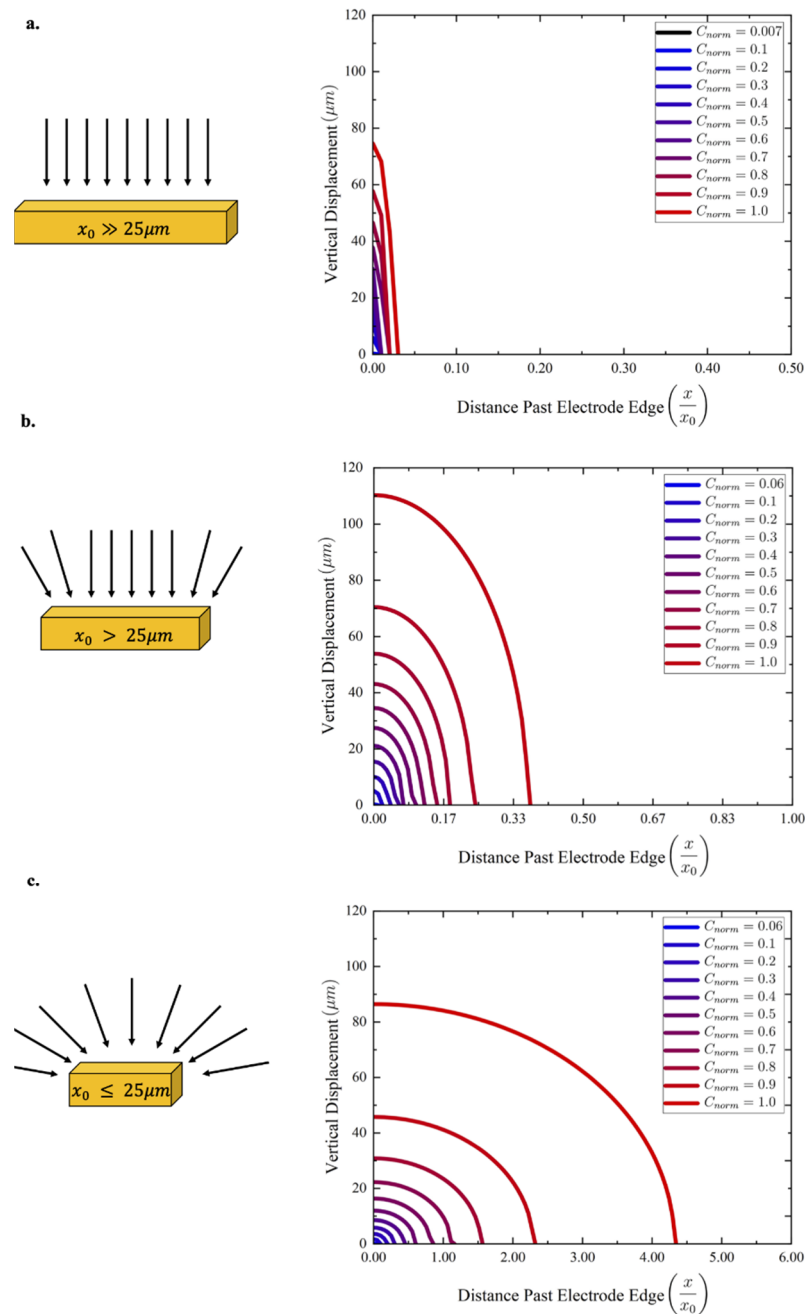 a.
x₀ ≫ 25μm
Vertical Displacement (μm)
120
100
80
60
40
20
0
0.00 0.10 0.20 0.30 0.40 0.50
Distance Past Electrode Edge (x/x₀)
C_norm = 0.007
C_norm = 0.1
C_norm = 0.2
C_norm = 0.3
C_norm = 0.4
C_norm = 0.5
C_norm = 0.6
C_norm = 0.7
C_norm = 0.8
C_norm = 0.9
C_norm = 1.0
b.
x₀ > 25μm
Vertical Displacement (μm)
120
100
80
60
40
20
0
0.00 0.17 0.33 0.50 0.67 0.83 1.00
Distance Past Electrode Edge (x/x₀)
C_norm = 0.06
C_norm = 0.1
C_norm = 0.2
C_norm = 0.3
C_norm = 0.4
C_norm = 0.5
C_norm = 0.6
C_norm = 0.7
C_norm = 0.8
C_norm = 0.9
C_norm = 1.0
c.
x₀ ≤ 25μm
Vertical Displacement (μm)
120
100
80
60
40
20
0
0.00 1.00 2.00 3.00 4.00 5.00 6.00
Distance Past Electrode Edge (x/x₀)
C_norm = 0.06
C_norm = 0.1
C_norm = 0.2
C_norm = 0.3
C_norm = 0.4
C_norm = 0.5
C_norm = 0.6
C_norm = 0.7
C_norm = 0.8
C_norm = 0.9
C_norm = 1.0